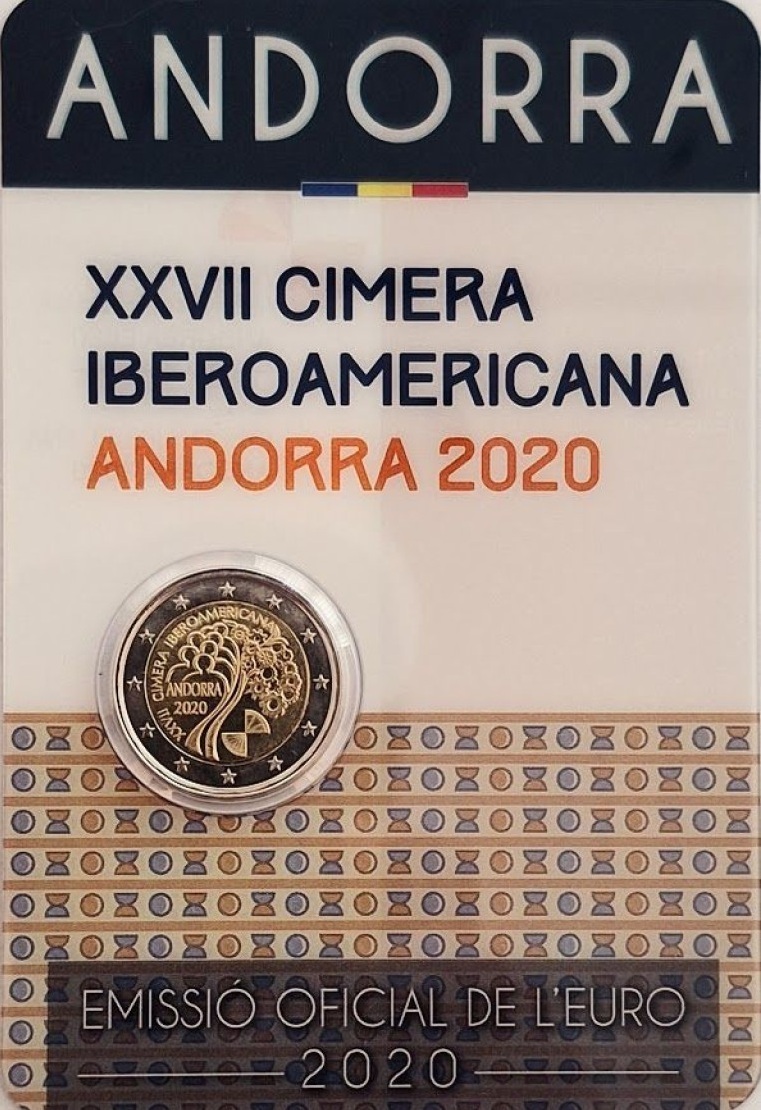 ANDORRA
XXVII CIMERA
IBEROAMERICANA
ANDORRA 2020
XXVII CIMERA IBEROAMERICANA
ANDORRA
2020
EMISSIÓ OFICIAL DE L'EURO
2020